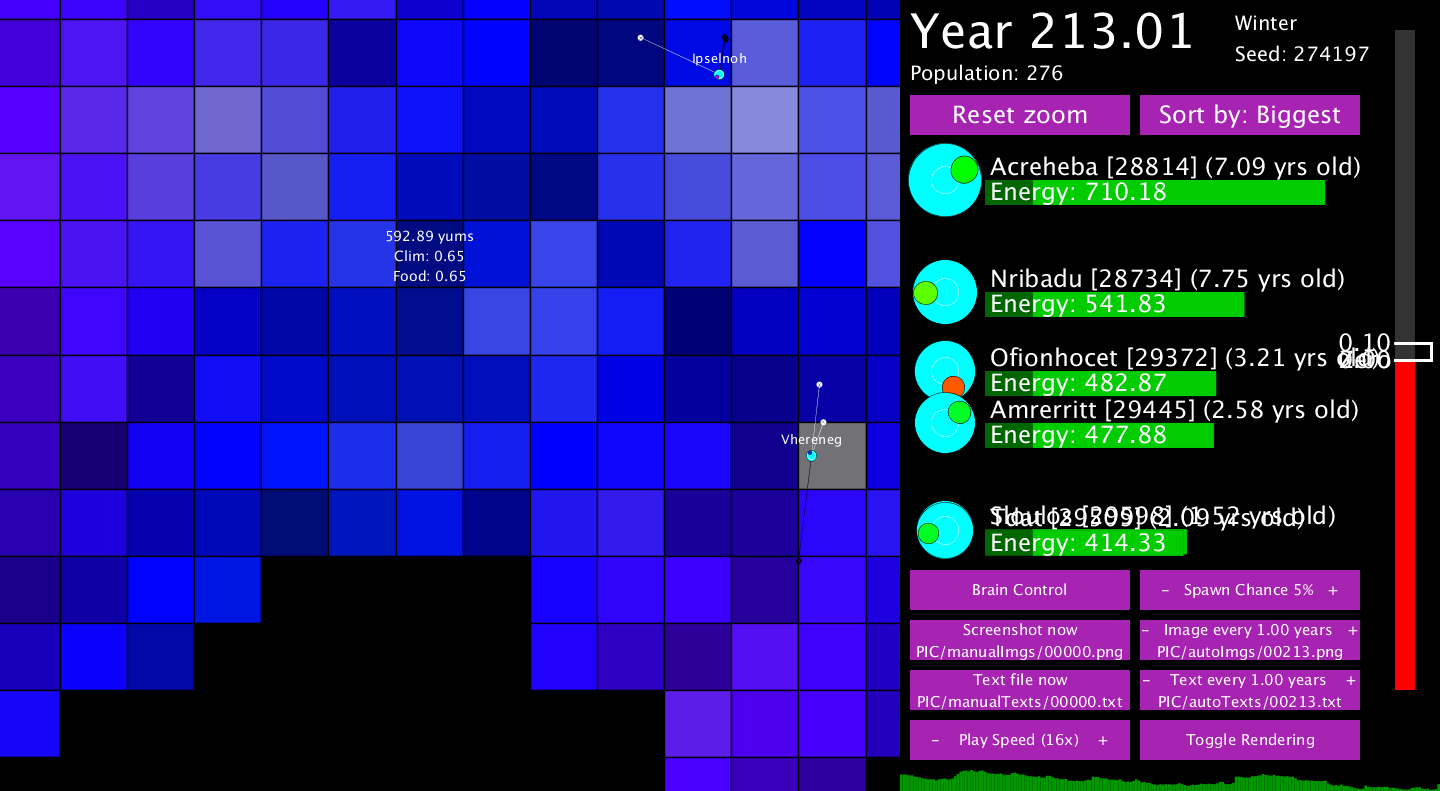 Ipselnoh
592.89 yums
Clim: 0.65
Food: 0.65
Vhereneg
Year 213.01
Winter
Seed: 274197
Population: 276
Reset zoom
Sort by: Biggest
Acreheba [28814] (7.09 yrs old)
Energy: 710.18
Nribadu [28734] (7.75 yrs old)
Energy: 541.83
0.10
Ofionhocet [29372] (3.21 yrs old)
Energy: 482.87
Amrerritt [29445] (2.58 yrs old)
Energy: 477.88
Energy: 414.33
Brain Control
- Spawn Chance 5% +
Screenshot now
PIC/manualImgs/00000.png
- Image every 1.00 years +
PIC/autoImgs/00213.png
Text file now
PIC/manualTexts/00000.txt
- Text every 1.00 years +
PIC/autoTexts/00213.txt
- Play Speed (16x) +
Toggle Rendering